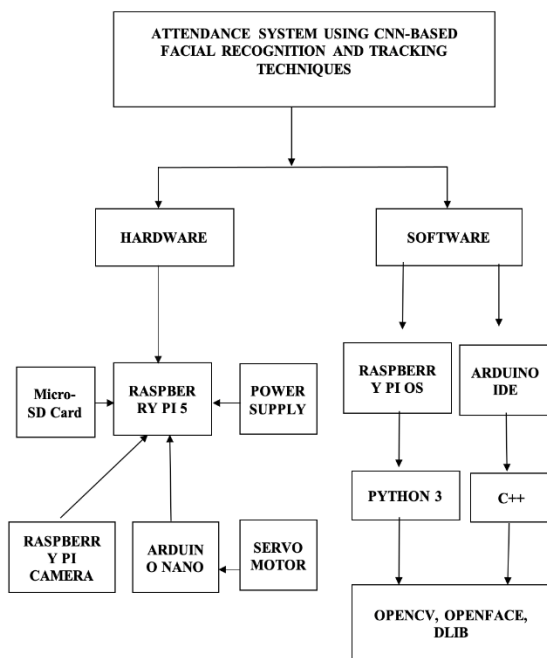 ATTENDANCE SYSTEM USING CNN-BASED
FACIAL RECOGNITION AND TRACKING
TECHNIQUES
HARDWARE
SOFTWARE
Micro-
SD Card
RASPBER
RY PI 5
POWER
SUPPLY
RASPBERR
Y PI OS
ARDUINO
IDE
RASPBERR
Y PI
CAMERA
ARDUIN
O NANO
SERVO
MOTOR
PYTHON 3
C++
OPENCV, OPENFACE,
DLIB